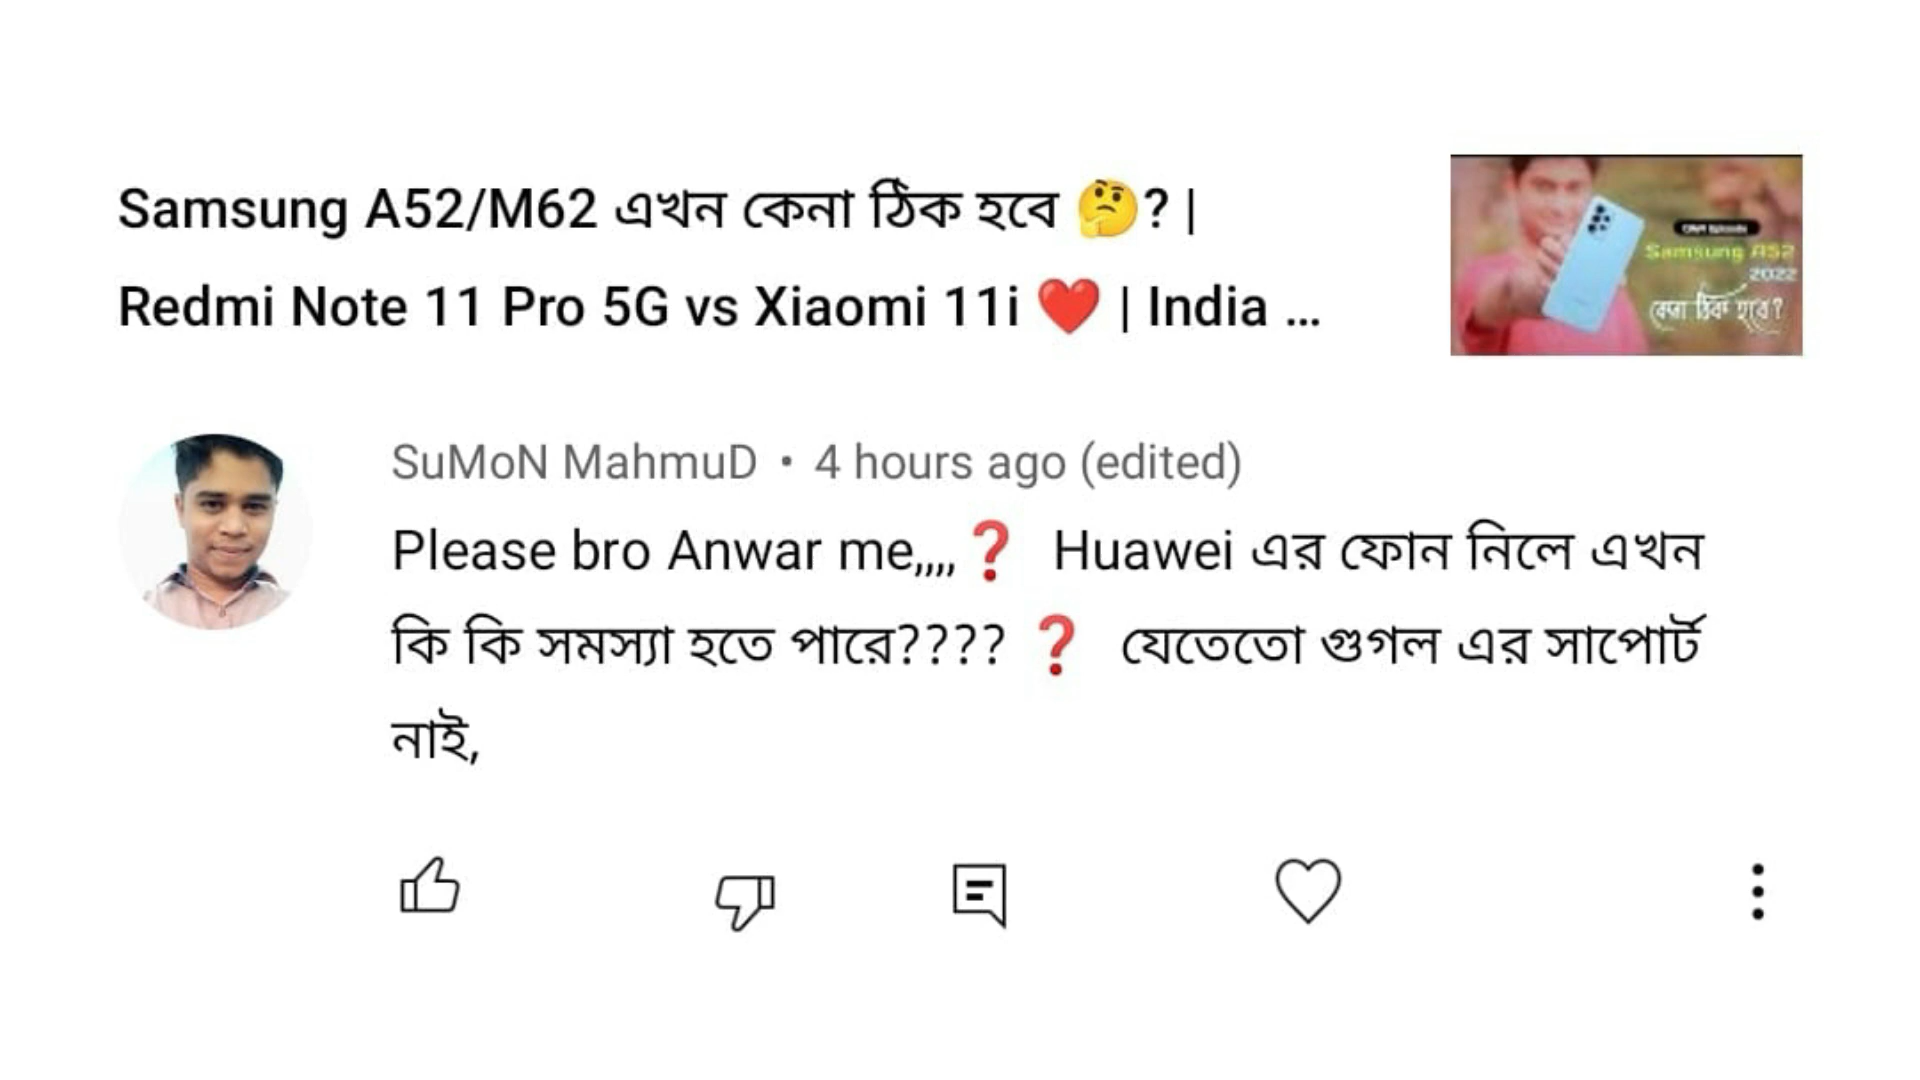 Samsung A52/M62 এখন কেনা ঠিক হবে 🤔? |
Redmi Note 11 Pro 5G vs Xiaomi 11i ❤️ | India ...
Samsung A52
2022
কেনা ঠিক হবে?
SuMoN MahmuD • 4 hours ago (edited)
Please bro Anwar me,,,,❓ Huawei এর ফোন নিলে এখন
কি কি সমস্যা হতে পারে???? ❓ যেতেতো গুগল এর সাপোর্ট
নাই,